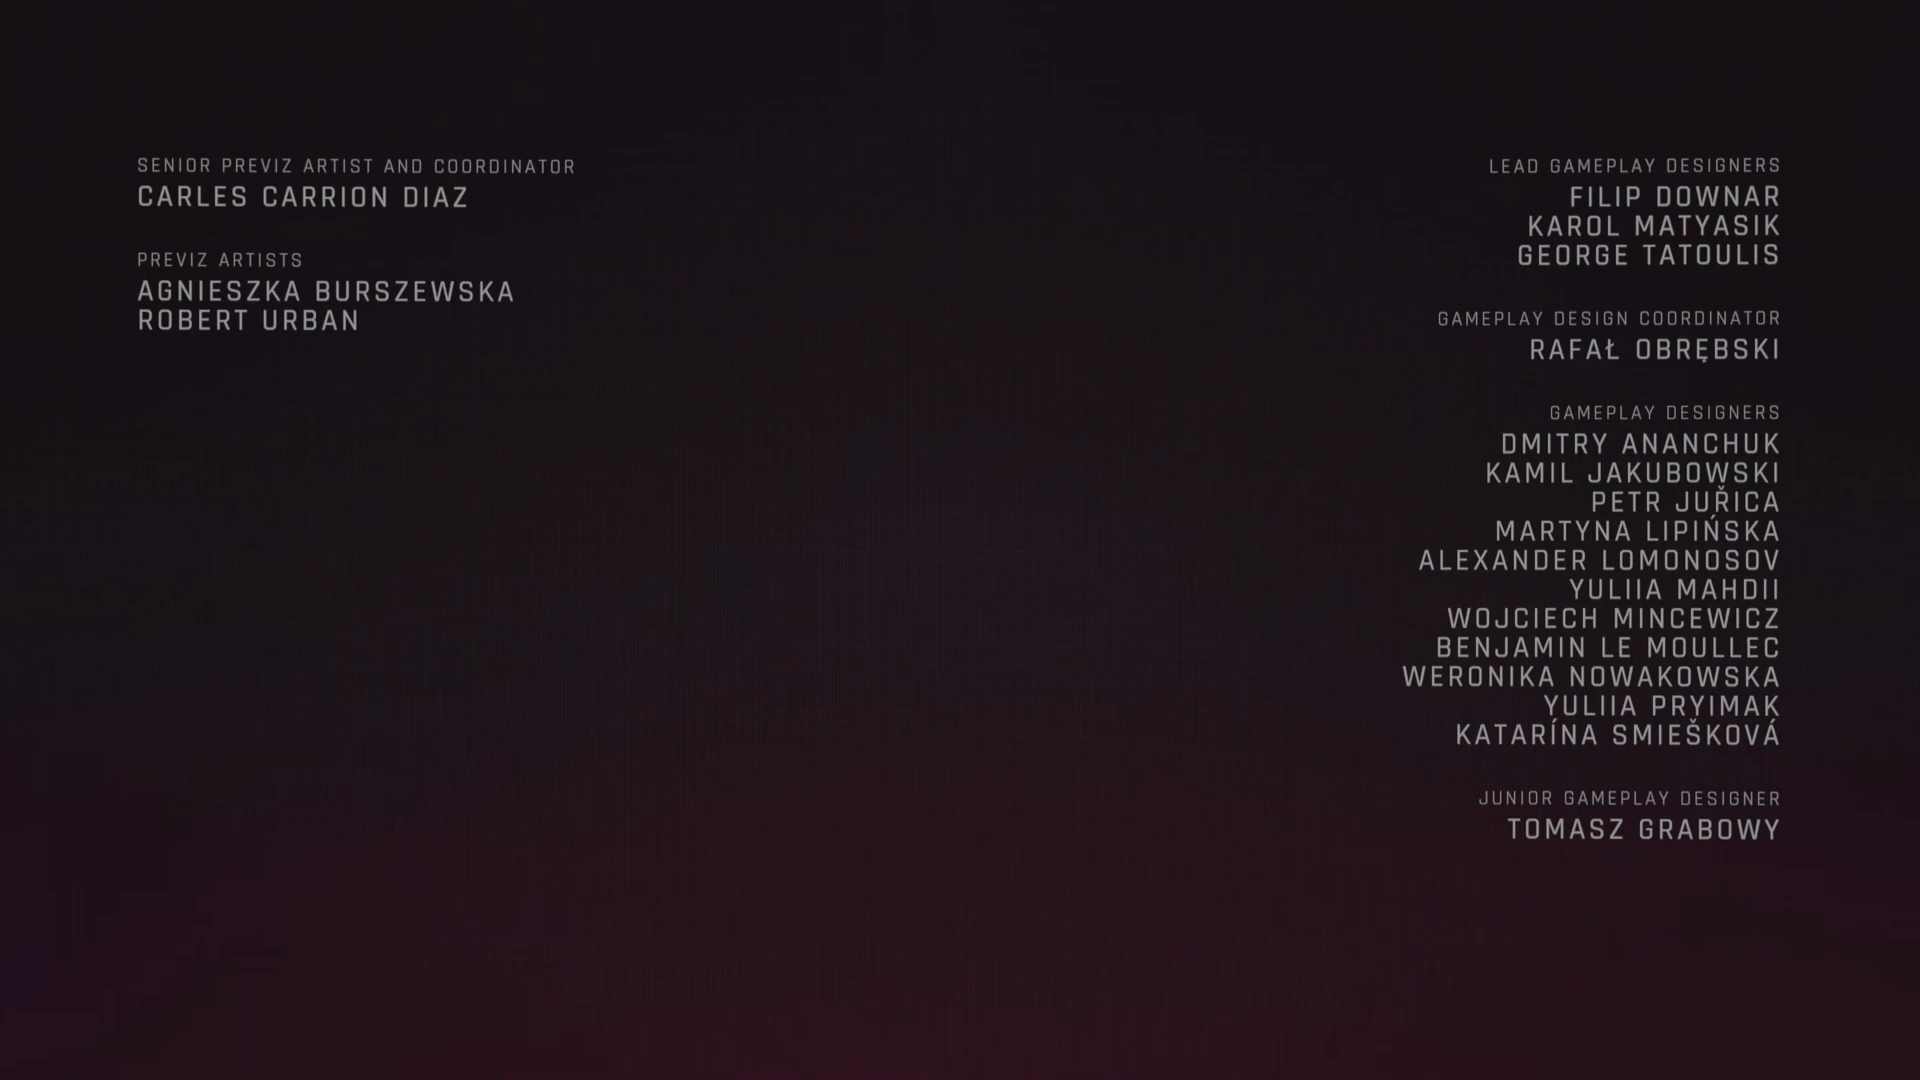 SENIOR PREVIZ ARTIST AND COORDINATOR
CARLES CARRION DIAZ
PREVIZ ARTISTS
AGNIESZKA BURSZEWSKA
ROBERT URBAN
LEAD GAMEPLAY DESIGNERS
FILIP DOWNAR
KAROL MATYASIK
GEORGE TATOULIS
GAMEPLAY DESIGN COORDINATOR
RAFAŁ OBRĘBSKI
GAMEPLAY DESIGNERS
DMITRY ANANCHUK
KAMIL JAKUBOWSKI
PETR JUŘICA
MARTYNA LIPIŃSKA
ALEXANDER LOMONOSOV
YULIIA MAHDII
WOJCIECH MINCEWICZ
BENJAMIN LE MOULLEC
WERONIKA NOWAKOWSKA
YULIIA PRYIMAK
KATARÍNA SMIEŠKOVÁ
JUNIOR GAMEPLAY DESIGNER
TOMASZ GRABOWY